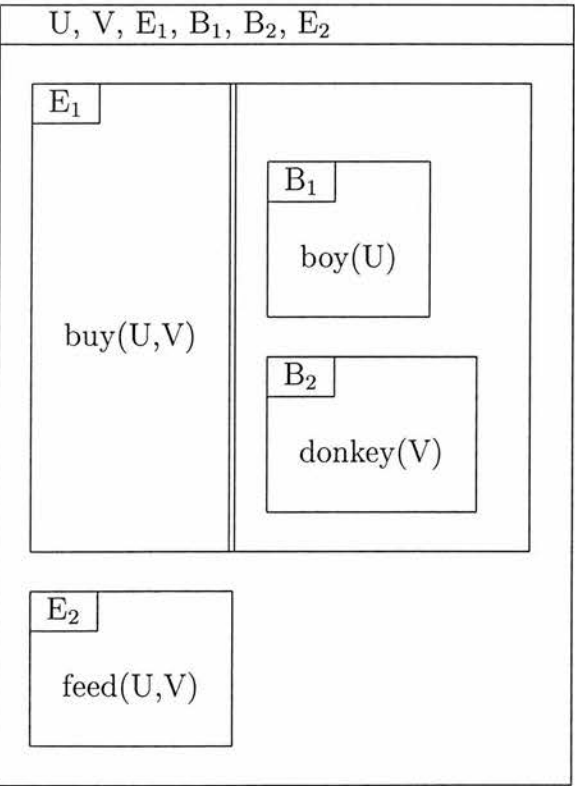 U, V, E₁, B₁, B₂, E₂
E₁
B₁
boy(U)
buy(U,V)
B₂
donkey(V)
E₂
feed(U,V)